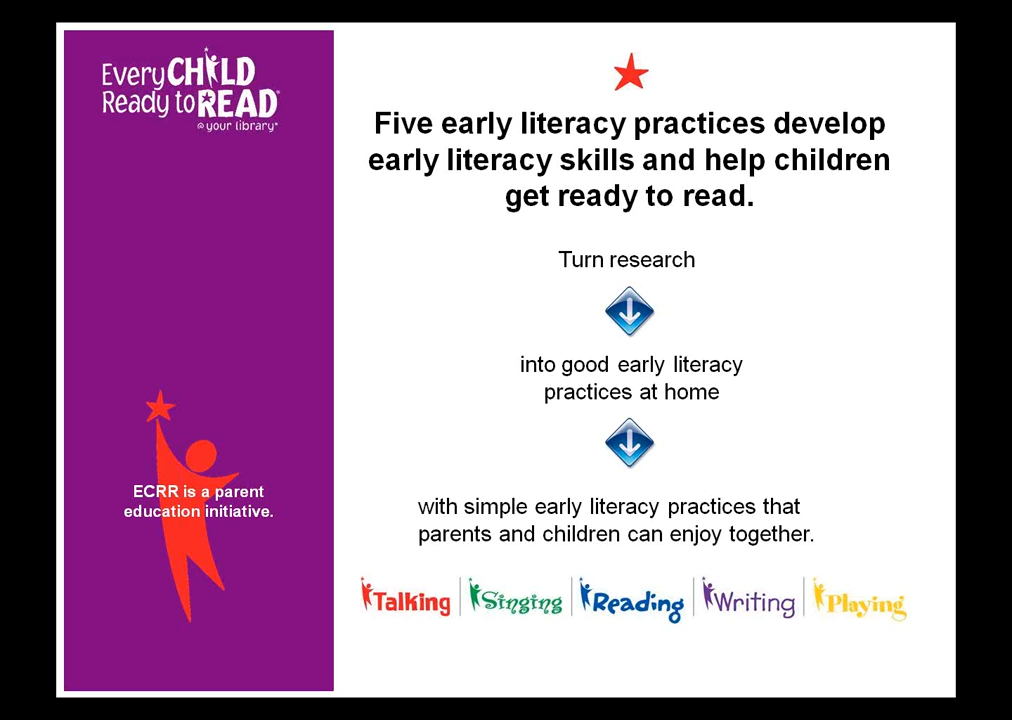 Every CHILD
Ready to READ®
@ your library®
ECRR is a parent
education initiative.
Five early literacy practices develop
early literacy skills and help children
get ready to read.
Turn research
into good early literacy
practices at home
with simple early literacy practices that
parents and children can enjoy together.
Talking Singing Reading Writing Playing